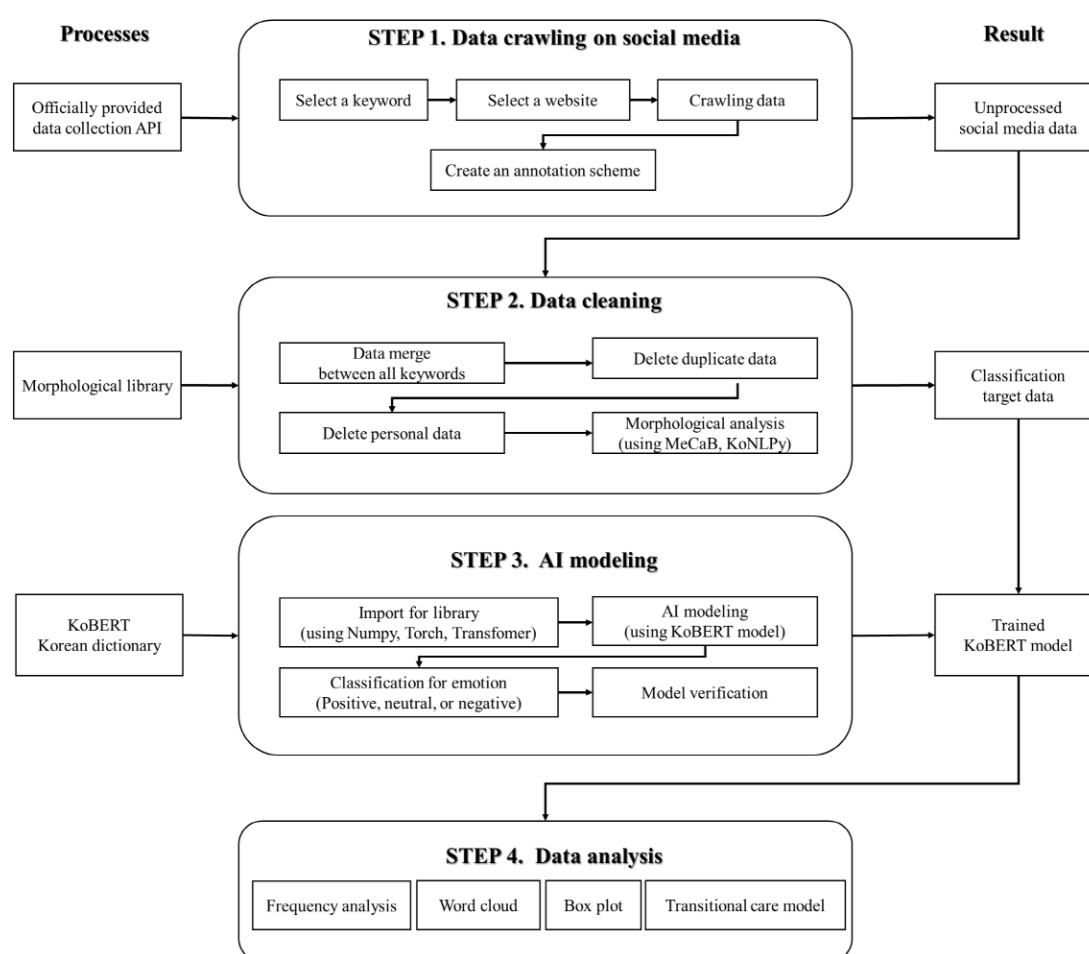 Processes
STEP 1. Data crawling on social media
Result
Officially provided
data collection API
Select a keyword
Select a website
Crawling data
Create an annotation scheme
Unprocessed
social media data
STEP 2. Data cleaning
Morphological library
Data merge
between all keywords
Delete duplicate data
Delete personal data
Morphological analysis
(using MeCaB, KoNLPy)
Classification
target data
STEP 3. AI modeling
KoBERT
Korean dictionary
Import for library
(using Numpy, Torch, Transfomer)
AI modeling
(using KoBERT model)
Classification for emotion
(Positive, neutral, or negative)
Model verification
Trained
KoBERT model
STEP 4. Data analysis
Frequency analysis
Word cloud
Box plot
Transitional care model